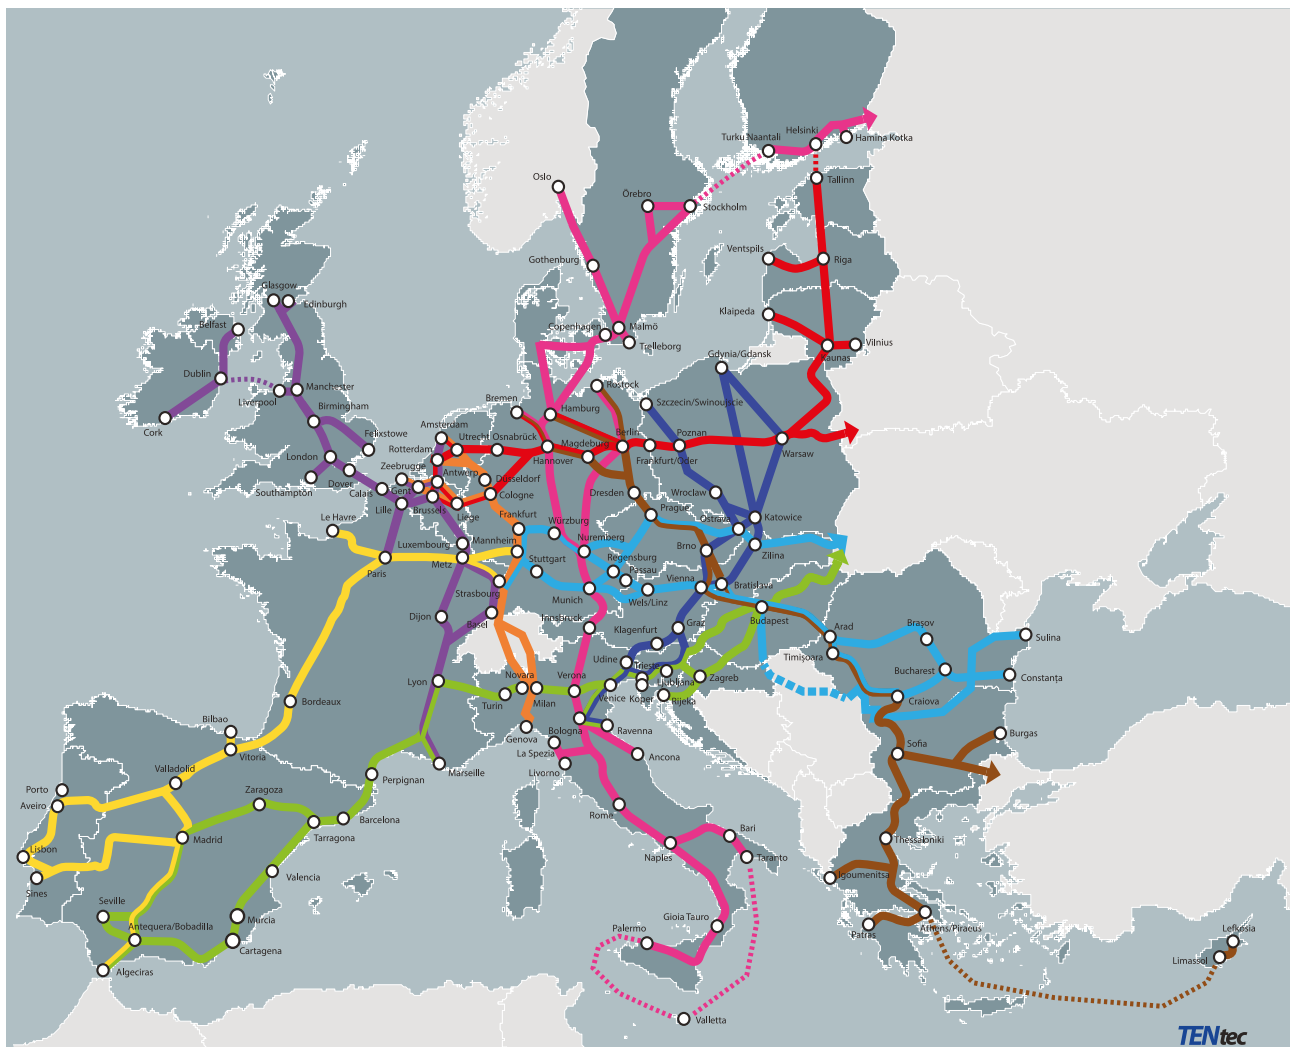 Helsinki
Turku Naantali
Hamina Kotka
Oslo
Tallinn
Örebro
Stockholm
Ventspils
Riga
Gothenburg
Glasgow
Edinburgh
Klaipeda
Belfast
Copenhagen
Malmö
Vilnius
Trelleborg
Kaunas
Gdynia/Gdansk
Dublin
Manchester
Rostock
Liverpool
Bremen
Szczecin/Swinoujscie
Birmingham
Hamburg
Cork
Amsterdam
Felixstowe
Utrecht
Osnabrück
Magdeburg
Berlin
Poznan
Rotterdam
London
Hannover
Frankfurt/Oder
Warsaw
Zeebrugge
Antwerp
Dover
Düsseldorf
Southampton
Calais
Gent
Cologne
Dresden
Wroclaw
Lille
Brussels
Liege
Prague
Le Havre
Frankfurt
Würzburg
Ostrava
Katowice
Luxembourg
Mannheim
Nuremberg
Brno
Zilina
Paris
Metz
Stuttgart
Regensburg
Passau
Vienna
Bratislava
Strasbourg
Munich
Wels/Linz
Dijon
Basel
Innsbruck
Klagenfurt
Graz
Budapest
Arad
Braşov
Sulina
Timişoara
Udine
Trieste
Bucharest
Lyon
Novara
Verona
Ljubljana
Zagreb
Constanţa
Turin
Milan
Venice
Koper
Rijeka
Craiova
Bordeaux
Bilbao
Genova
Bologna
Ravenna
Burgas
Vitoria
La Spezia
Ancona
Sofia
Valladolid
Livorno
Marseille
Perpignan
Porto
Aveiro
Zaragoza
Rome
Barcelona
Madrid
Tarragona
Bari
Thessaloniki
Lisbon
Naples
Taranto
Sines
Valencia
Igoumenitsa
Seville
Murcia
Gioia Tauro
Antequera/Bobadilla
Palermo
Patras
Athens/Piraeus
Lefkosia
Cartagena
Limassol
Algeciras
Valletta
TENtec